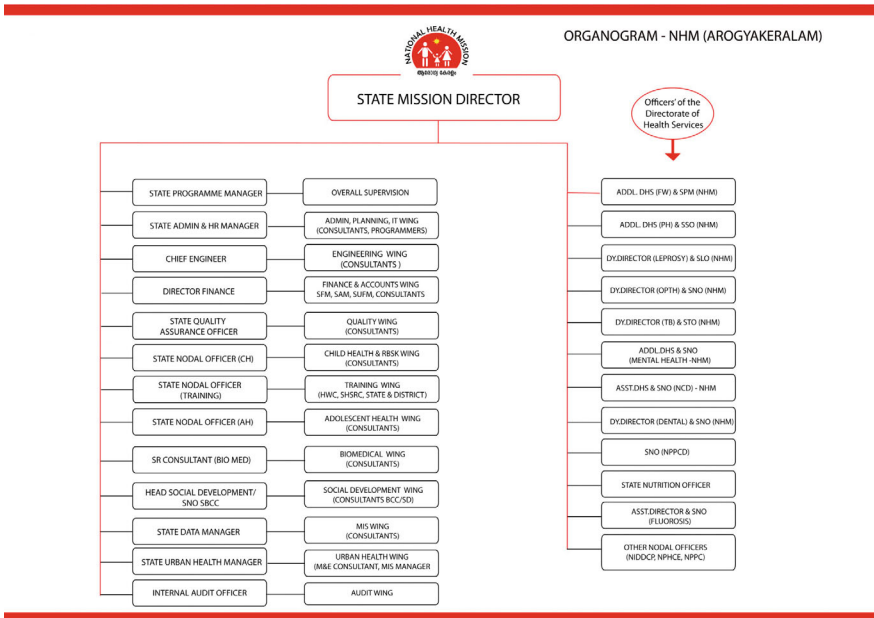 ORGANOGRAM - NHM (AROGYAKERALAM)
NATIONAL HEALTH MISSION
ആരോഗ്യ കേരളം
STATE MISSION DIRECTOR
Officers' of the
Directorate of
Health Services
STATE PROGRAMME MANAGER
OVERALL SUPERVISION
STATE ADMIN & HR MANAGER
ADMIN, PLANNING, IT WING
(CONSULTANTS, PROGRAMMERS)
CHIEF ENGINEER
ENGINEERING WING
(CONSULTANTS )
DIRECTOR FINANCE
FINANCE & ACCOUNTS WING
SFM, SAM, SUFM, CONSULTANTS
STATE QUALITY
ASSURANCE OFFICER
QUALITY WING
(CONSULTANTS)
STATE NODAL OFFICER (CH)
CHILD HEALTH & RBSK WING
(CONSULTANTS)
STATE NODAL OFFICER
(TRAINING)
TRAINING WING
(HWC, SHSRC, STATE & DISTRICT)
STATE NODAL OFFICER (AH)
ADOLESCENT HEALTH WING
(CONSULTANTS)
SR CONSULTANT (BIO MED)
BIOMEDICAL WING
(CONSULTANTS)
HEAD SOCIAL DEVELOPMENT/
SNO SBCC
SOCIAL DEVELOPMENT WING
(CONSULTANTS BCC/SD)
STATE DATA MANAGER
MIS WING
(CONSULTANTS)
STATE URBAN HEALTH MANAGER
URBAN HEALTH WING
(M&E CONSULTANT, MIS MANAGER
INTERNAL AUDIT OFFICER
AUDIT WING
ADDL. DHS (FW) & SPM (NHM)
ADDL. DHS (PH) & SSO (NHM)
DY.DIRECTOR (LEPROSY) & SLO (NHM)
DY.DIRECTOR (OPTH) & SNO (NHM)
DY.DIRECTOR (TB) & STO (NHM)
ADDL.DHS & SNO
(MENTAL HEALTH -NHM)
ASST.DHS & SNO (NCD) - NHM
DY.DIRECTOR (DENTAL) & SNO (NHM)
SNO (NPPCD)
STATE NUTRITION OFFICER
ASST.DIRECTOR & SNO
(FLUOROSIS)
OTHER NODAL OFFICERS
(NIDDCP, NPHCE, NPPC)